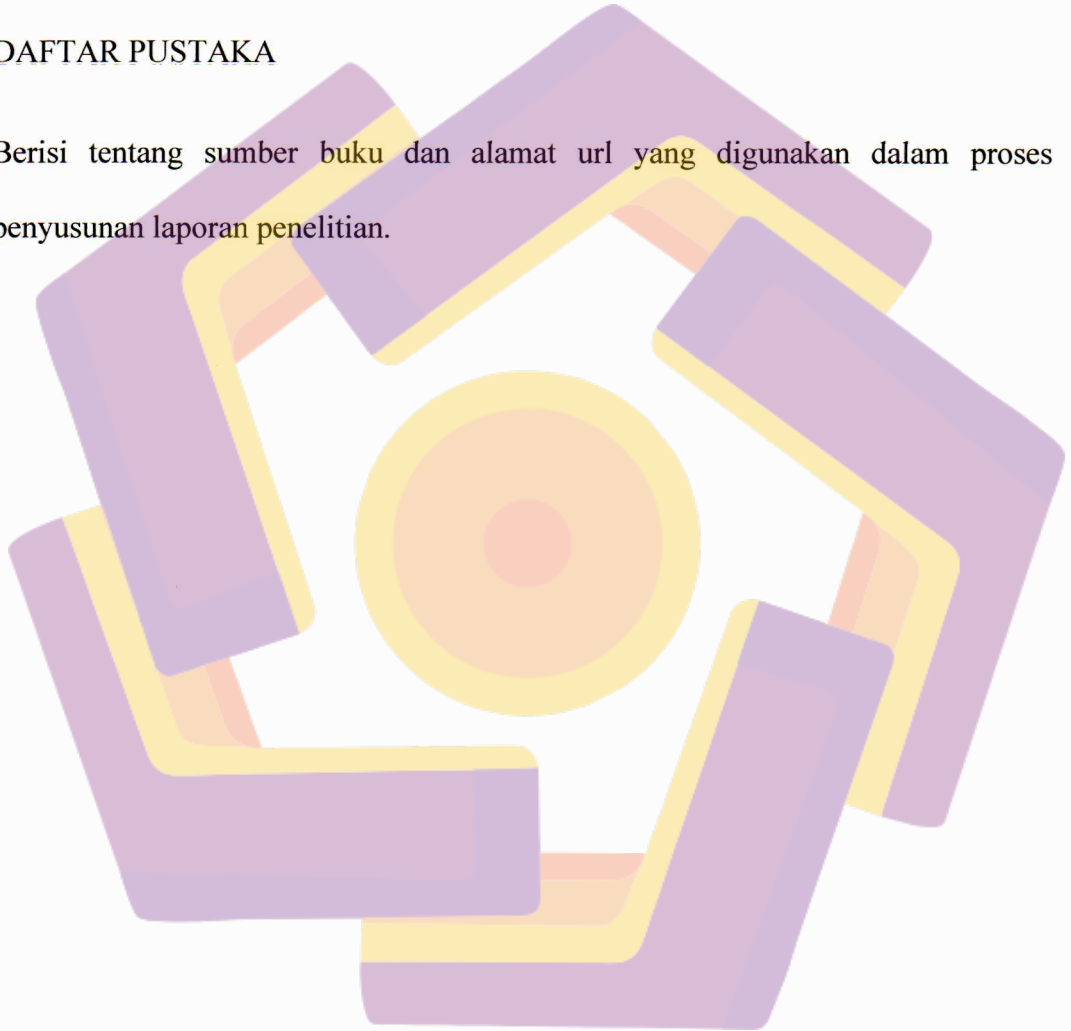 DAFTAR PUSTAKA
Berisi tentang sumber buku dan alamat url yang digunakan dalam proses
penyusunan laporan penelitian.